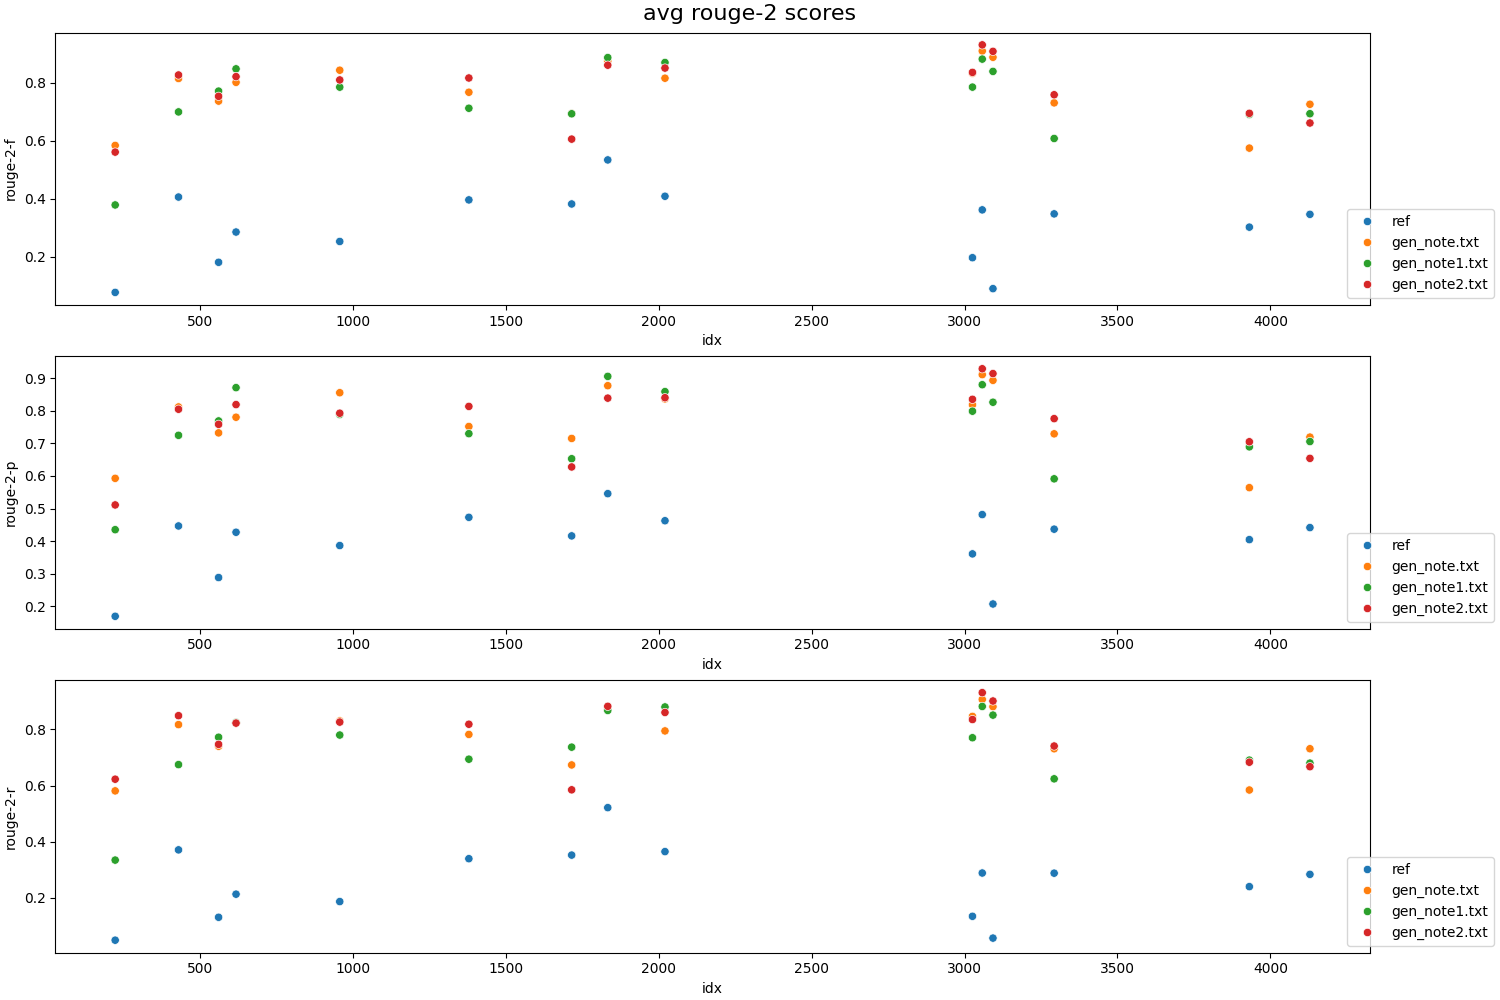 avg rouge-2 scores
0.8
0.6
0.4
0.2
rouge-2-f
500 1000 1500 2000 2500 3000 3500 4000
idx
ref
gen_note.txt
gen_note1.txt
gen_note2.txt
0.9
0.8
0.7
0.6
0.5
0.4
0.3
0.2
rouge-2-p
500 1000 1500 2000 2500 3000 3500 4000
idx
ref
gen_note.txt
gen_note1.txt
gen_note2.txt
0.8
0.6
0.4
0.2
rouge-2-r
500 1000 1500 2000 2500 3000 3500 4000
idx
ref
gen_note.txt
gen_note1.txt
gen_note2.txt